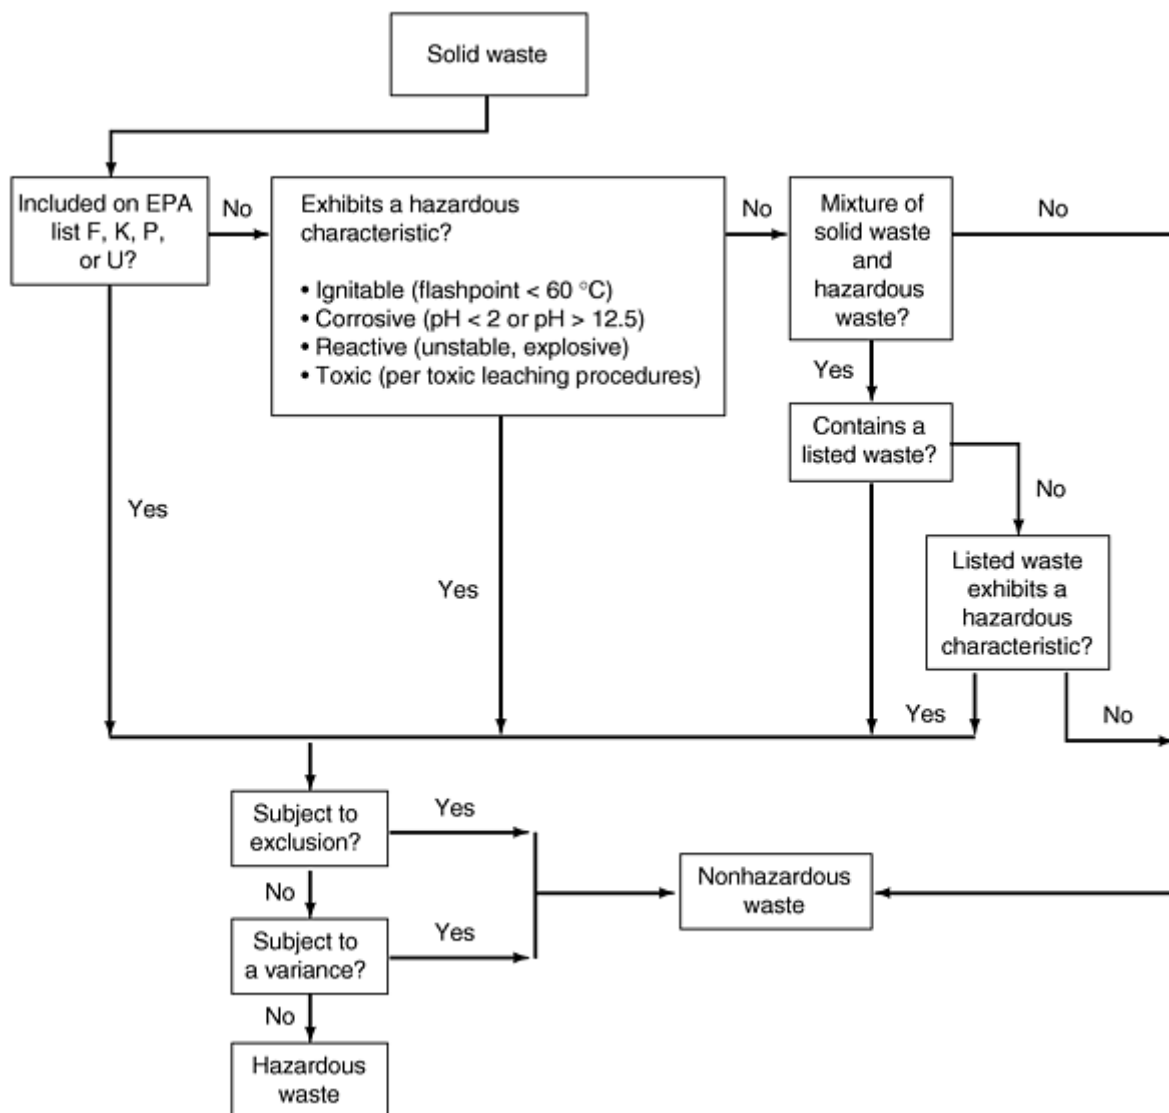 Solid waste
Included on EPA
list F, K, P,
or U?
No
Exhibits a hazardous
characteristic?
• Ignitable (flashpoint < 60 °C)
• Corrosive (pH < 2 or pH > 12.5)
• Reactive (unstable, explosive)
• Toxic (per toxic leaching procedures)
No
Mixture of
solid waste
and
hazardous
waste?
No
Yes
Contains a
listed waste?
No
Yes
Yes
Listed waste
exhibits a
hazardous
characteristic?
Yes
No
Subject to
exclusion?
Yes
No
Nonhazardous
waste
Subject to
a variance?
Yes
No
Hazardous
waste